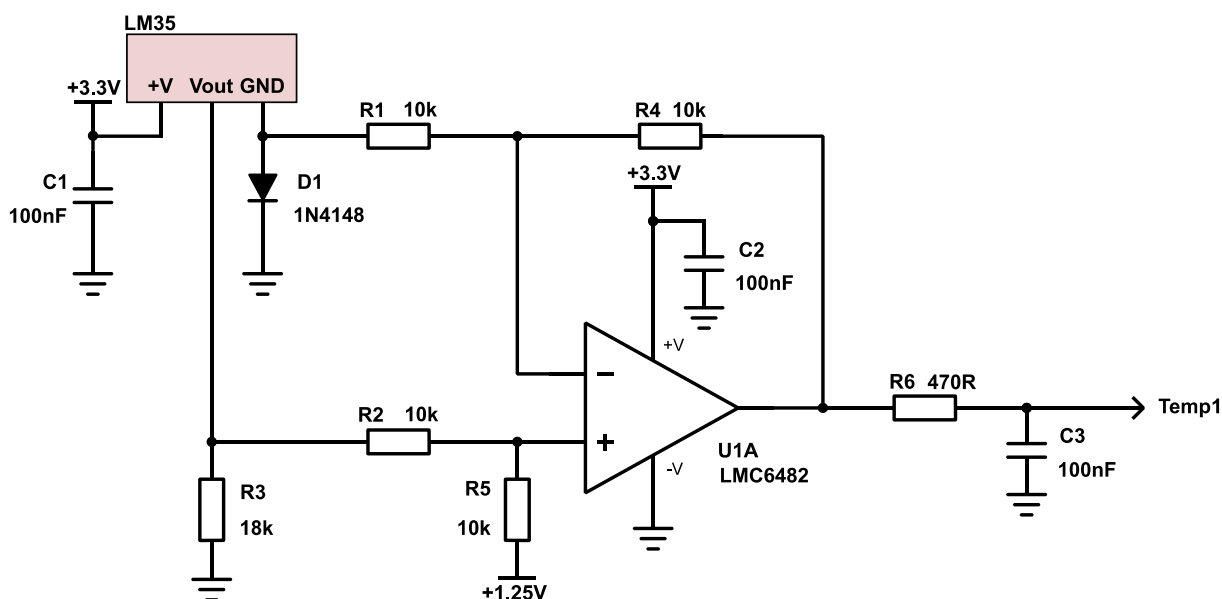 LM35
+3.3V
+V Vout GND
R1 10k
R4 10k
C1
100nF
D1
1N4148
+3.3V
C2
100nF
+V
R2 10k
R6 470R
Temp1
R3
18k
R5
10k
+1.25V
-V
U1A
LMC6482
C3
100nF